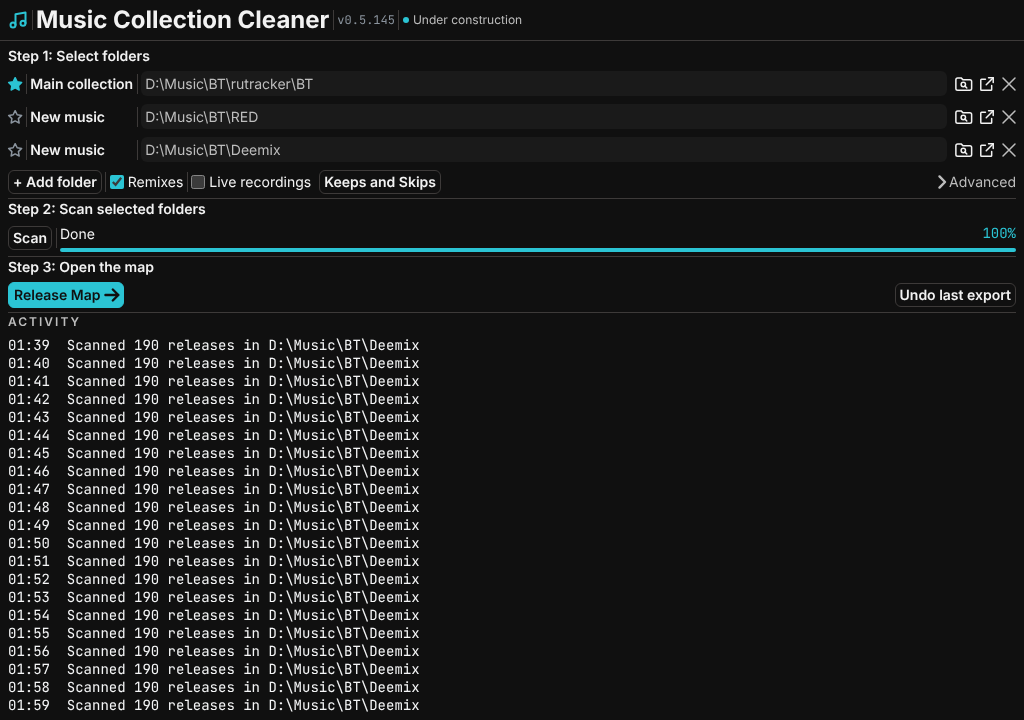 Music Collection Cleaner v0.5.145 Under construction
Step 1: Select folders
Main collection D:\Music\BT\rutracker\BT
New music D:\Music\BT\RED
New music D:\Music\BT\Deemix
+ Add folder Remixes Live recordings Keeps and Skips Advanced
Step 2: Scan selected folders
Scan Done 100%
Step 3: Open the map
Release Map Undo last export
ACTIVITY
01:39 Scanned 190 releases in D:\Music\BT\Deemix
01:40 Scanned 190 releases in D:\Music\BT\Deemix
01:41 Scanned 190 releases in D:\Music\BT\Deemix
01:42 Scanned 190 releases in D:\Music\BT\Deemix
01:43 Scanned 190 releases in D:\Music\BT\Deemix
01:44 Scanned 190 releases in D:\Music\BT\Deemix
01:45 Scanned 190 releases in D:\Music\BT\Deemix
01:46 Scanned 190 releases in D:\Music\BT\Deemix
01:47 Scanned 190 releases in D:\Music\BT\Deemix
01:48 Scanned 190 releases in D:\Music\BT\Deemix
01:49 Scanned 190 releases in D:\Music\BT\Deemix
01:50 Scanned 190 releases in D:\Music\BT\Deemix
01:51 Scanned 190 releases in D:\Music\BT\Deemix
01:52 Scanned 190 releases in D:\Music\BT\Deemix
01:53 Scanned 190 releases in D:\Music\BT\Deemix
01:54 Scanned 190 releases in D:\Music\BT\Deemix
01:55 Scanned 190 releases in D:\Music\BT\Deemix
01:56 Scanned 190 releases in D:\Music\BT\Deemix
01:57 Scanned 190 releases in D:\Music\BT\Deemix
01:58 Scanned 190 releases in D:\Music\BT\Deemix
01:59 Scanned 190 releases in D:\Music\BT\Deemix